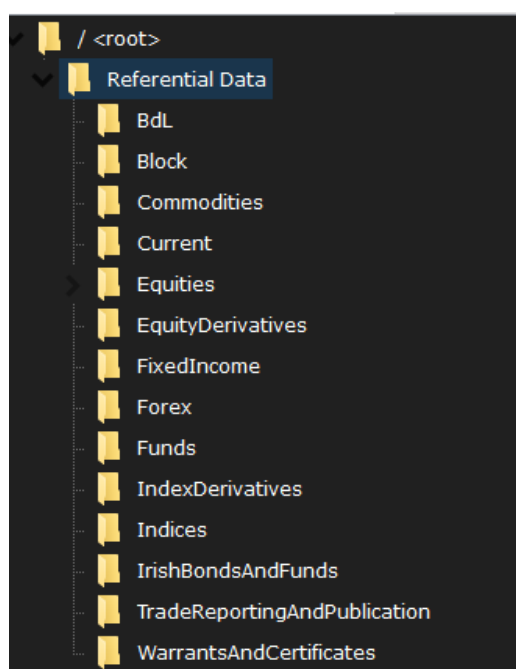 / <root>
Referential Data
BdL
Block
Commodities
Current
Equities
EquityDerivatives
FixedIncome
Forex
Funds
IndexDerivatives
Indices
IrishBondsAndFunds
TradeReportingAndPublication
WarrantsAndCertificates